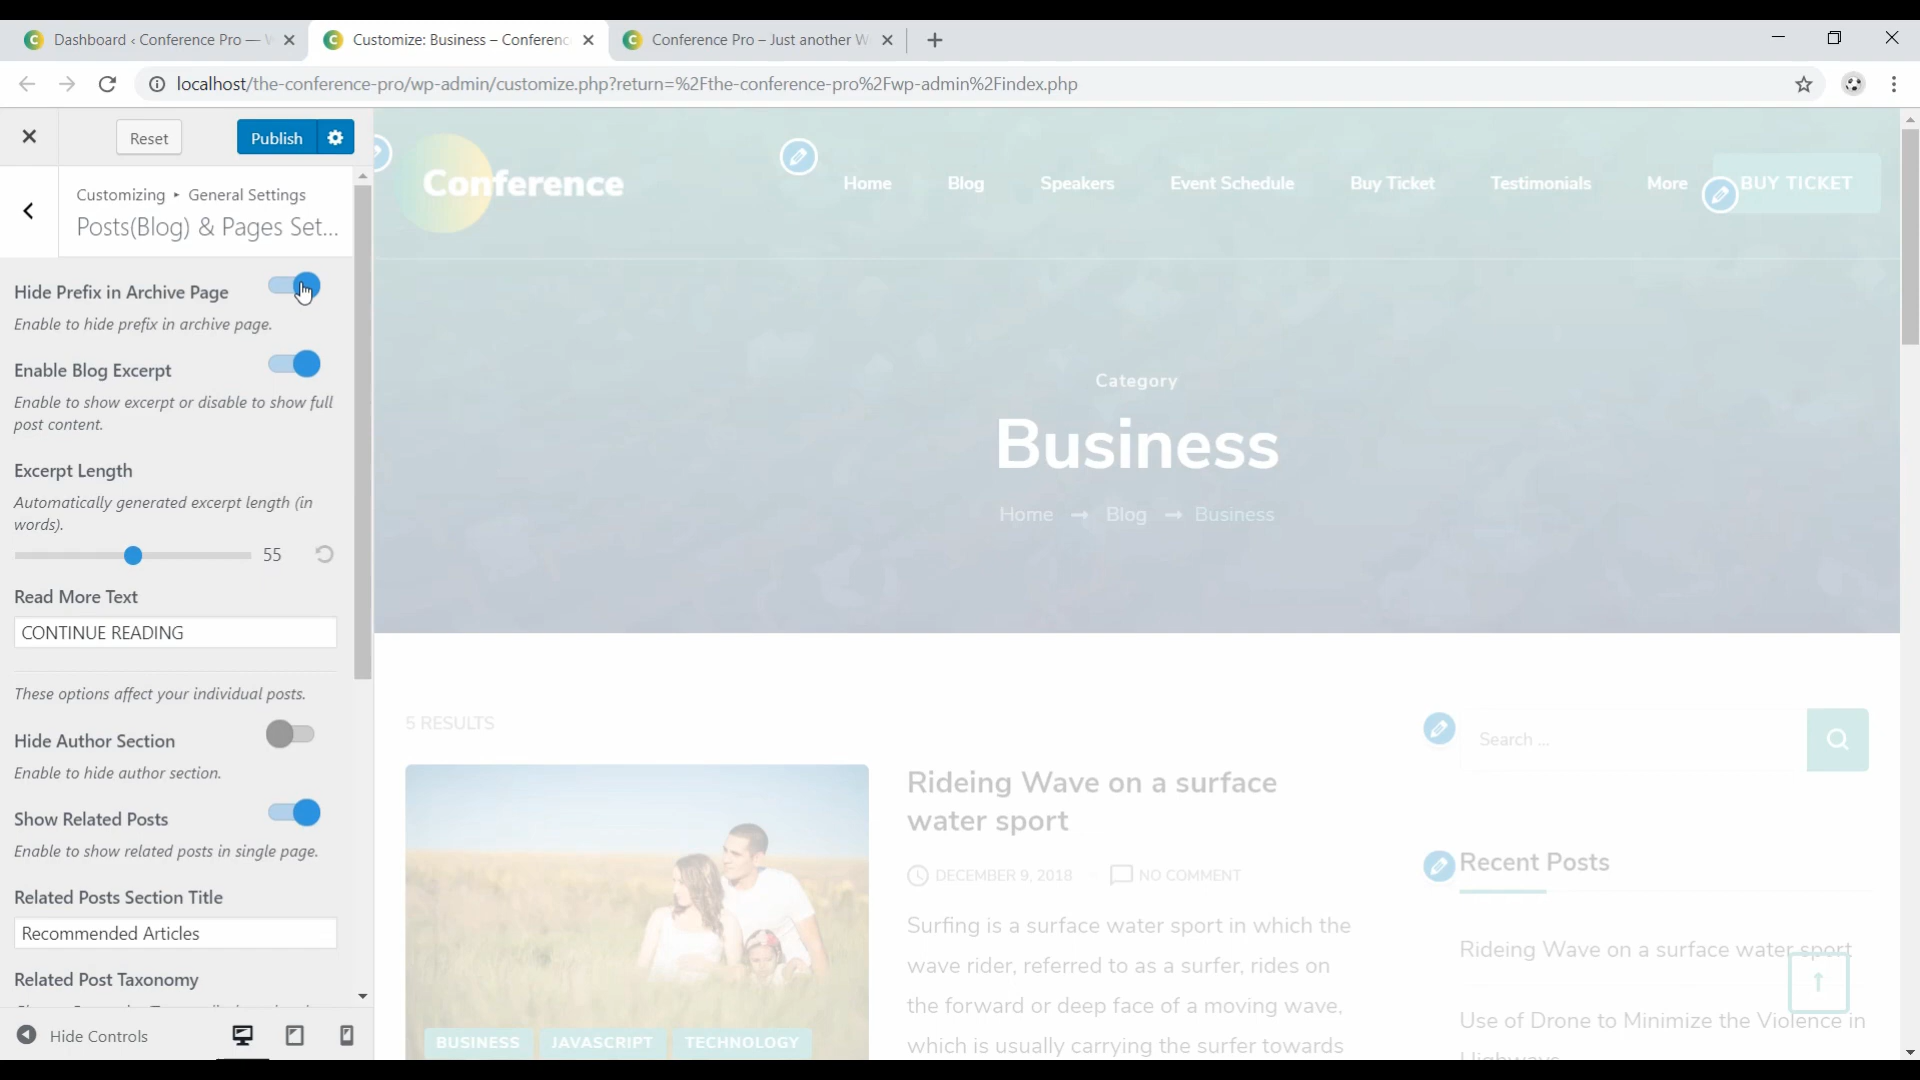 Dashboard ‹ Conference Pro —
Customize: Business – Conferenc
Conference Pro – Just another W
localhost/the-conference-pro/wp-admin/customize.php?return=%2Fthe-conference-pro%2Fwp-admin%2Findex.php
Reset
Publish
Customizing ▸ General Settings
Posts(Blog) & Pages Set...
Hide Prefix in Archive Page
Enable to hide prefix in archive page.
Enable Blog Excerpt
Enable to show excerpt or disable to show full
post content.
Excerpt Length
Automatically generated excerpt length (in
words).
55
Read More Text
CONTINUE READING
These options affect your individual posts.
Hide Author Section
Enable to hide author section.
Show Related Posts
Enable to show related posts in single page.
Related Posts Section Title
Recommended Articles
Related Post Taxonomy
Hide Controls
Conference
Home Blog Speakers Event Schedule Buy Ticket Testimonials More BUY TICKET
Category
Business
Home → Blog → Business
5 RESULTS
BUSINESS JAVASCRIPT TECHNOLOGY
Rideing Wave on a surface
water sport
DECEMBER 9, 2018 NO COMMENT
Surfing is a surface water sport in which the
wave rider, referred to as a surfer, rides on
the forward or deep face of a moving wave,
which is usually carrying the surfer towards
Search ...
Recent Posts
Rideing Wave on a surface water sport
Use of Drone to Minimize the Violence in
Highways